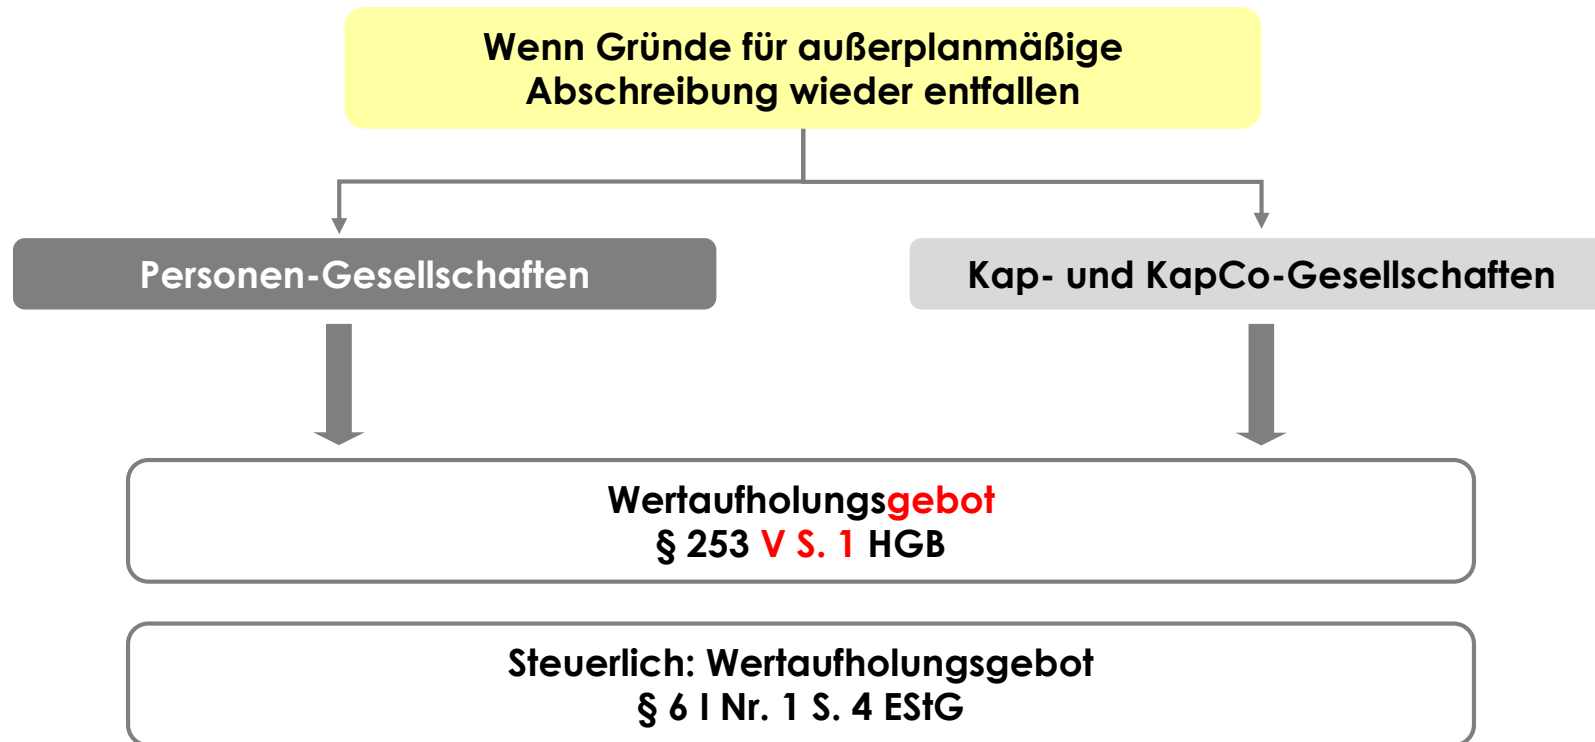 Wenn Gründe für außerplanmäßige
Abschreibung wieder entfallen
Personen-Gesellschaften
Kap- und KapCo-Gesellschaften
Wertaufholungsgebot
§ 253 V S. 1 HGB
Steuerlich: Wertaufholungsgebot
§ 6 I Nr. 1 S. 4 EStG